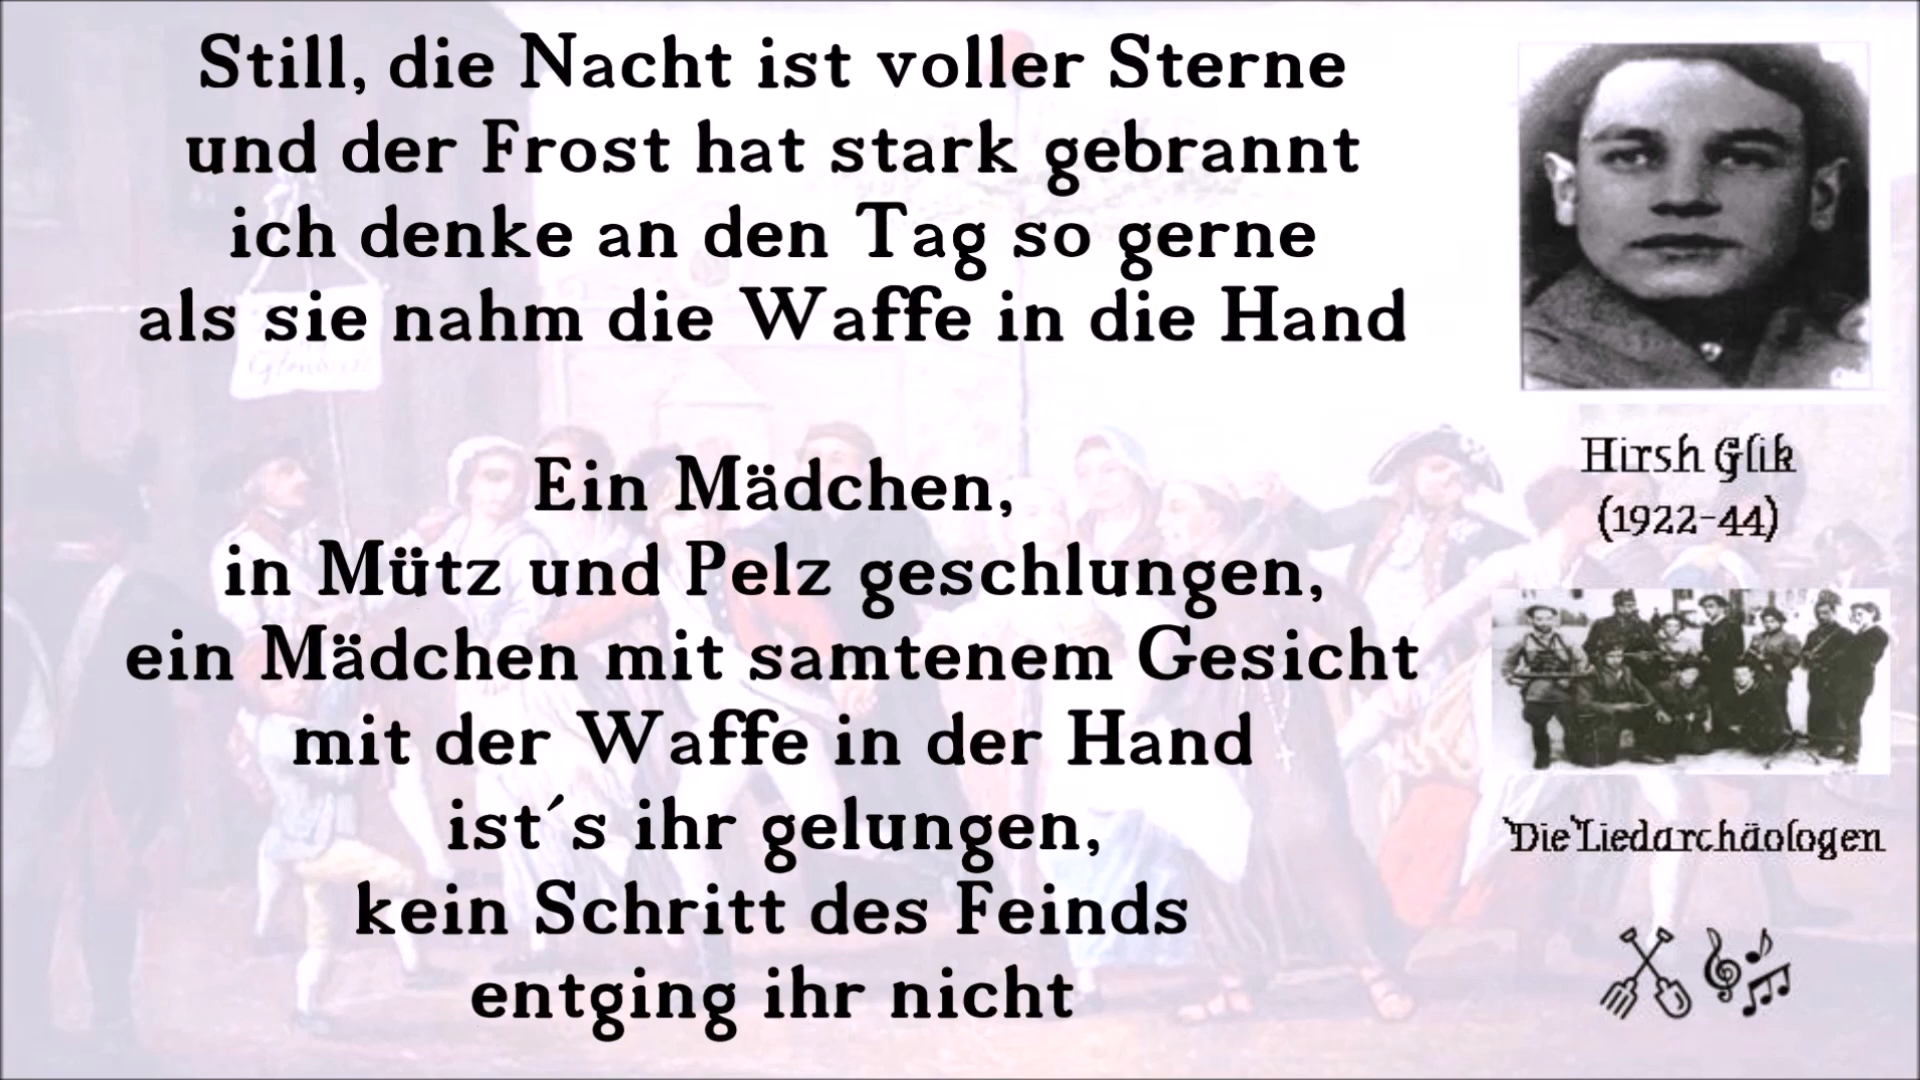 Still, die Nacht ist voller Sterne
und der Frost hat stark gebrannt
ich denke an den Tag so gerne
als sie nahm die Waffe in die Hand
Ein Mädchen,
in Mütz und Pelz geschlungen,
ein Mädchen mit samtenem Gesicht
mit der Waffe in der Hand
ist´s ihr gelungen,
kein Schritt des Feinds
entging ihr nicht
Hirsh Glik
(1922-44)
Die Liedarchäologen